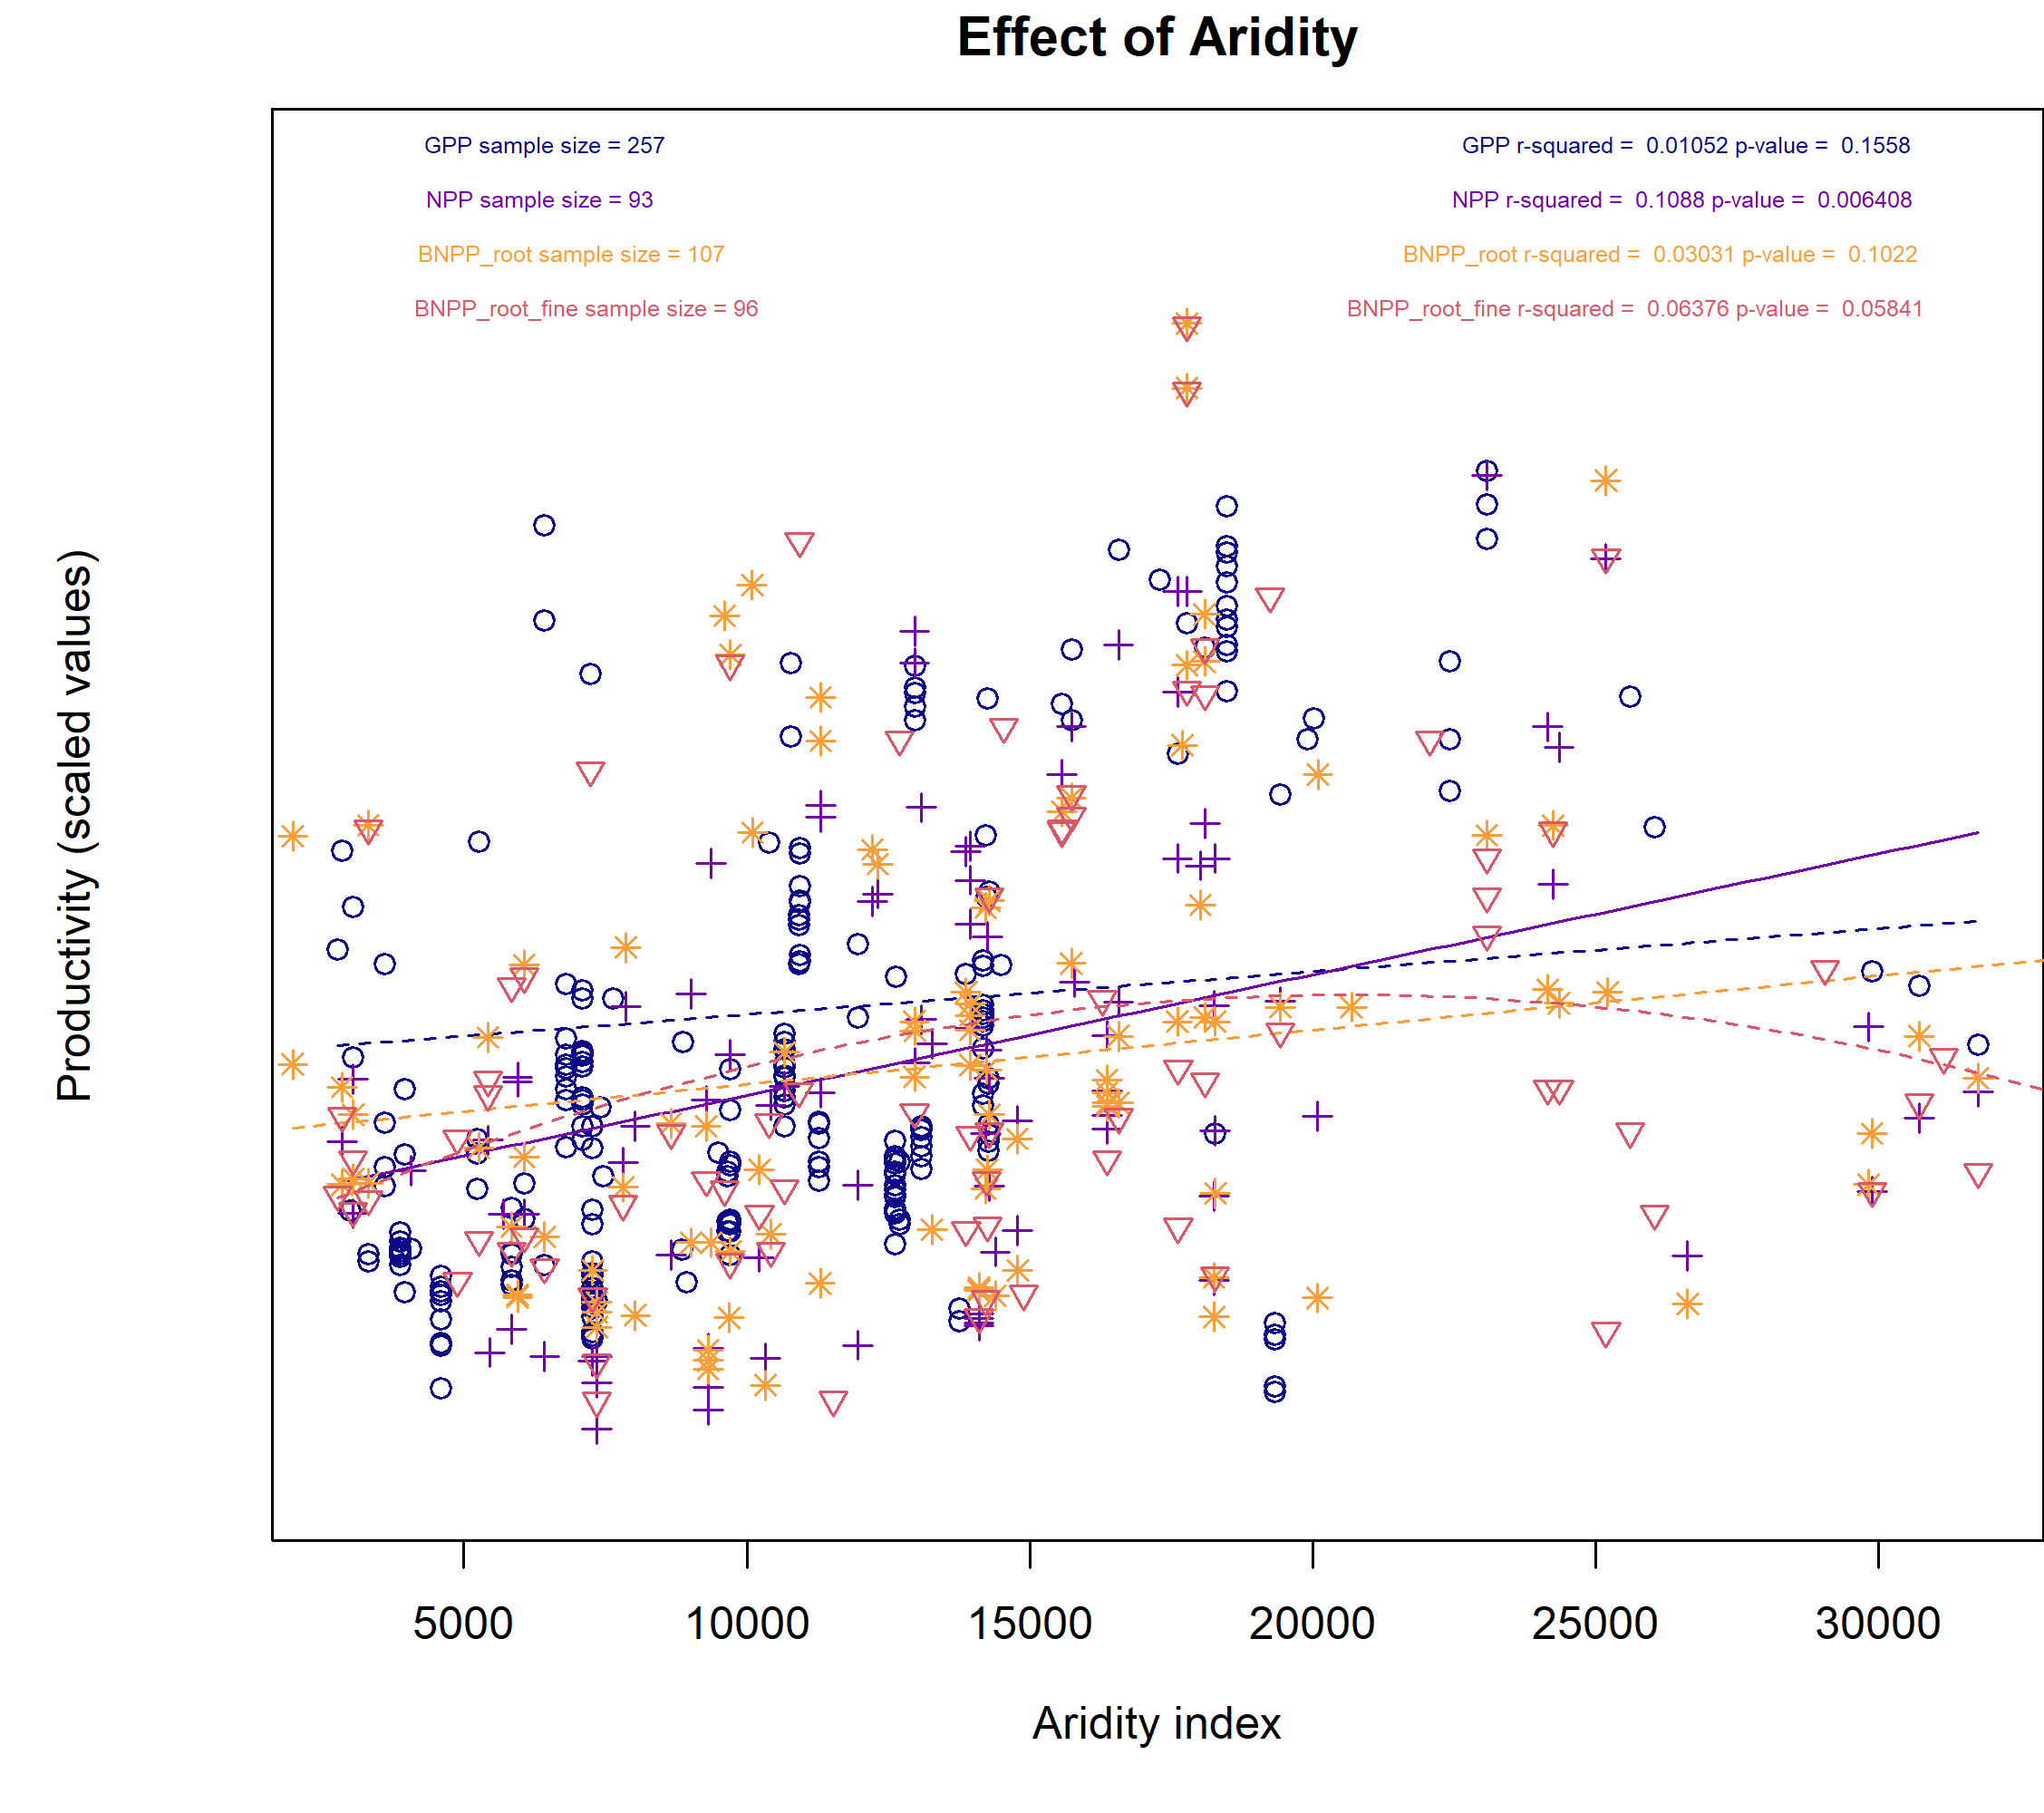 Effect of Aridity
GPP sample size = 257
GPP r-squared =  0.01052 p-value =  0.1558
NPP sample size = 93
NPP r-squared =  0.1088 p-value =  0.006408
BNPP_root sample size = 107
BNPP_root r-squared =  0.03031 p-value =  0.1022
BNPP_root_fine sample size = 96
BNPP_root_fine r-squared =  0.06376 p-value =  0.05841
Productivity (scaled values)
5000 10000 15000 20000 25000 30000
Aridity index